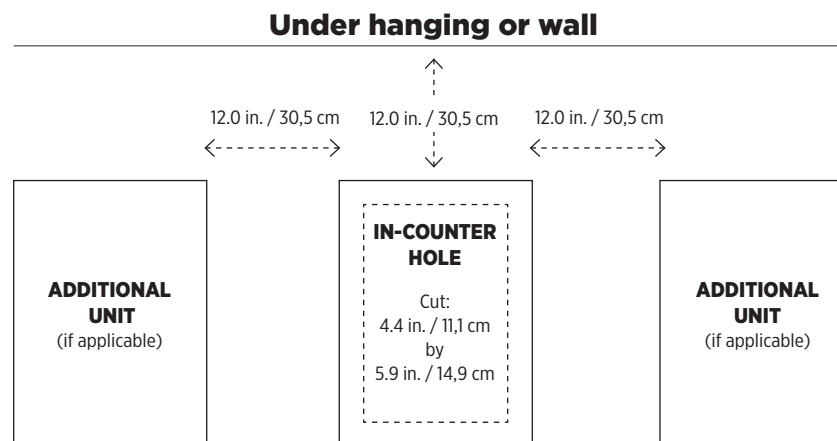 Under hanging or wall
12.0 in. / 30,5 cm
12.0 in. / 30,5 cm
12.0 in. / 30,5 cm
ADDITIONAL
UNIT
(if applicable)
IN-COUNTER
HOLE
Cut:
4.4 in. / 11,1 cm
by
5.9 in. / 14,9 cm
ADDITIONAL
UNIT
(if applicable)